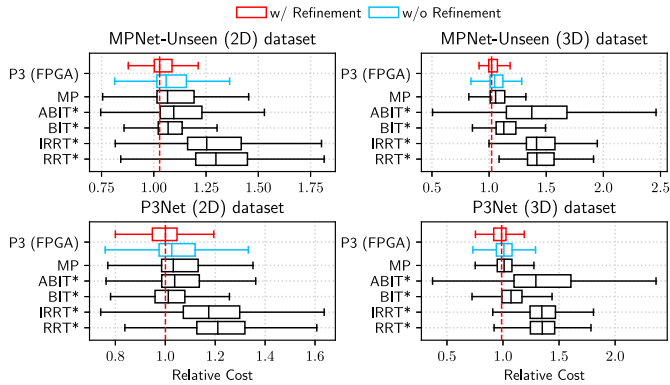 w/ Refinement w/o Refinement
MPNet-Unseen (2D) dataset
P3 (FPGA)
MP
ABIT*
BIT*
IRRT*
RRT*
0.75 1.00 1.25 1.50 1.75
MPNet-Unseen (3D) dataset
P3 (FPGA)
MP
ABIT*
BIT*
IRRT*
RRT*
0.5 1.0 1.5 2.0 2.5
P3Net (2D) dataset
P3 (FPGA)
MP
ABIT*
BIT*
IRRT*
RRT*
0.8 1.0 1.2 1.4 1.6
Relative Cost
P3Net (3D) dataset
P3 (FPGA)
MP
ABIT*
BIT*
IRRT*
RRT*
0.5 1.0 1.5 2.0
Relative Cost